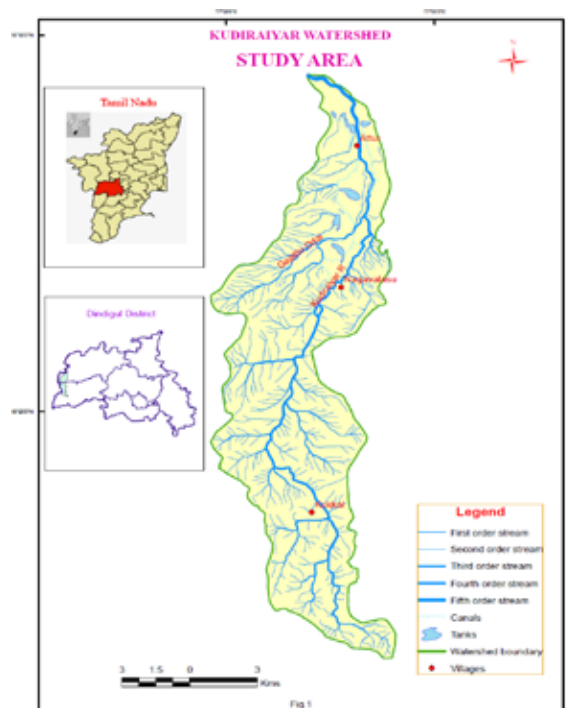 KUDIRAIYAR WATERSHED
STUDY AREA
N
Tamil Nadu
Dindigul District
Legend
First order stream
Second order stream
Third order stream
Fourth order stream
Fifth order stream
Canals
Tanks
Watershed boundary
Villages
3 1.5 0 3
Kms
Fig.1